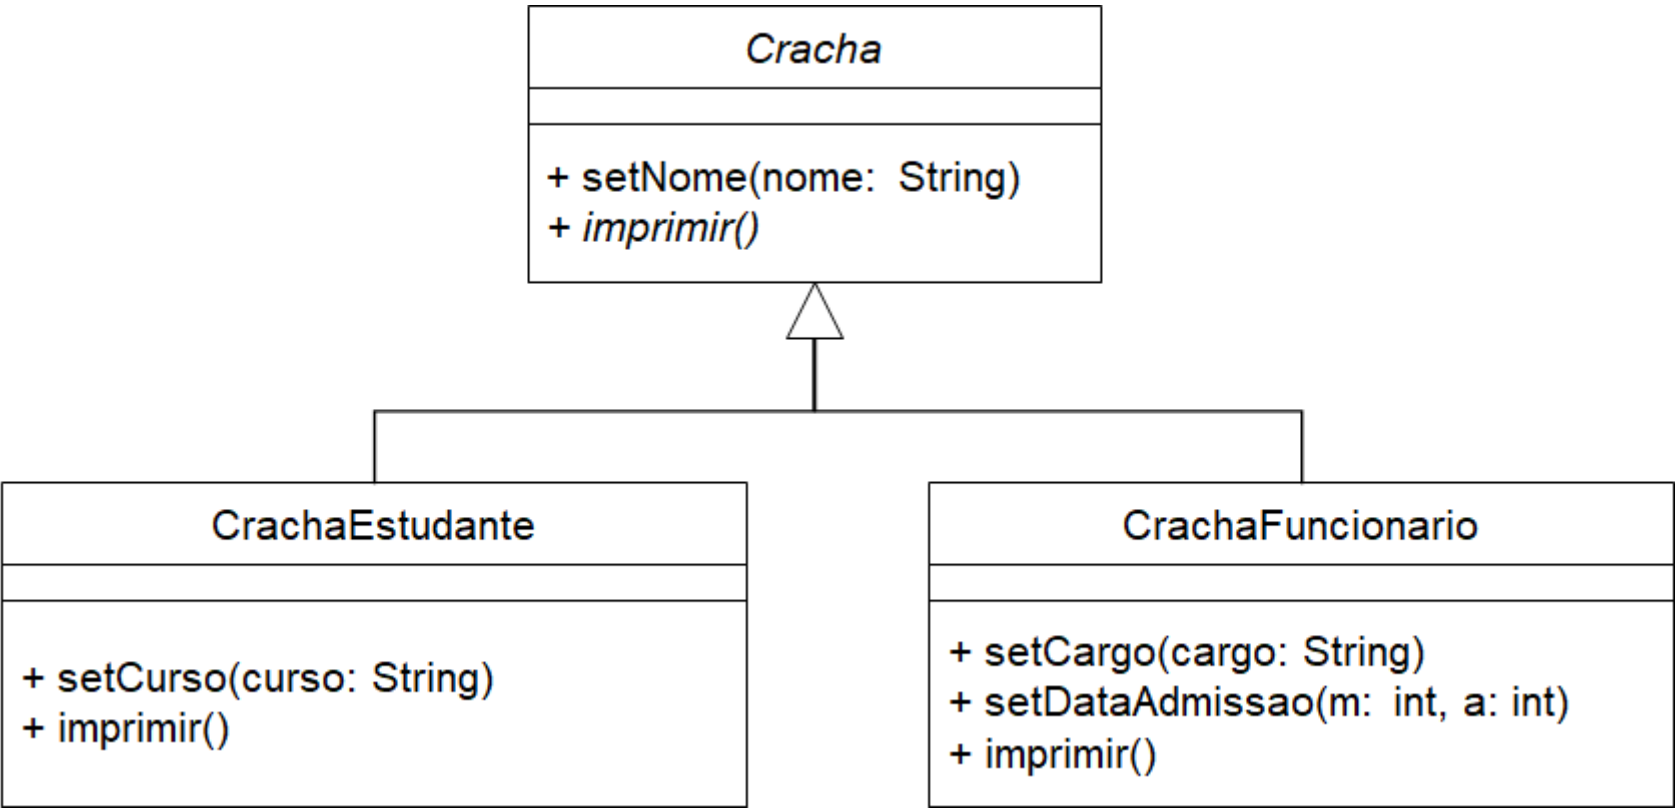 Cracha
+ setNome(nome: String)
+ imprimir()
CrachaEstudante
+ setCurso(curso: String)
+ imprimir()
CrachaFuncionario
+ setCargo(cargo: String)
+ setDataAdmissao(m: int, a: int)
+ imprimir()